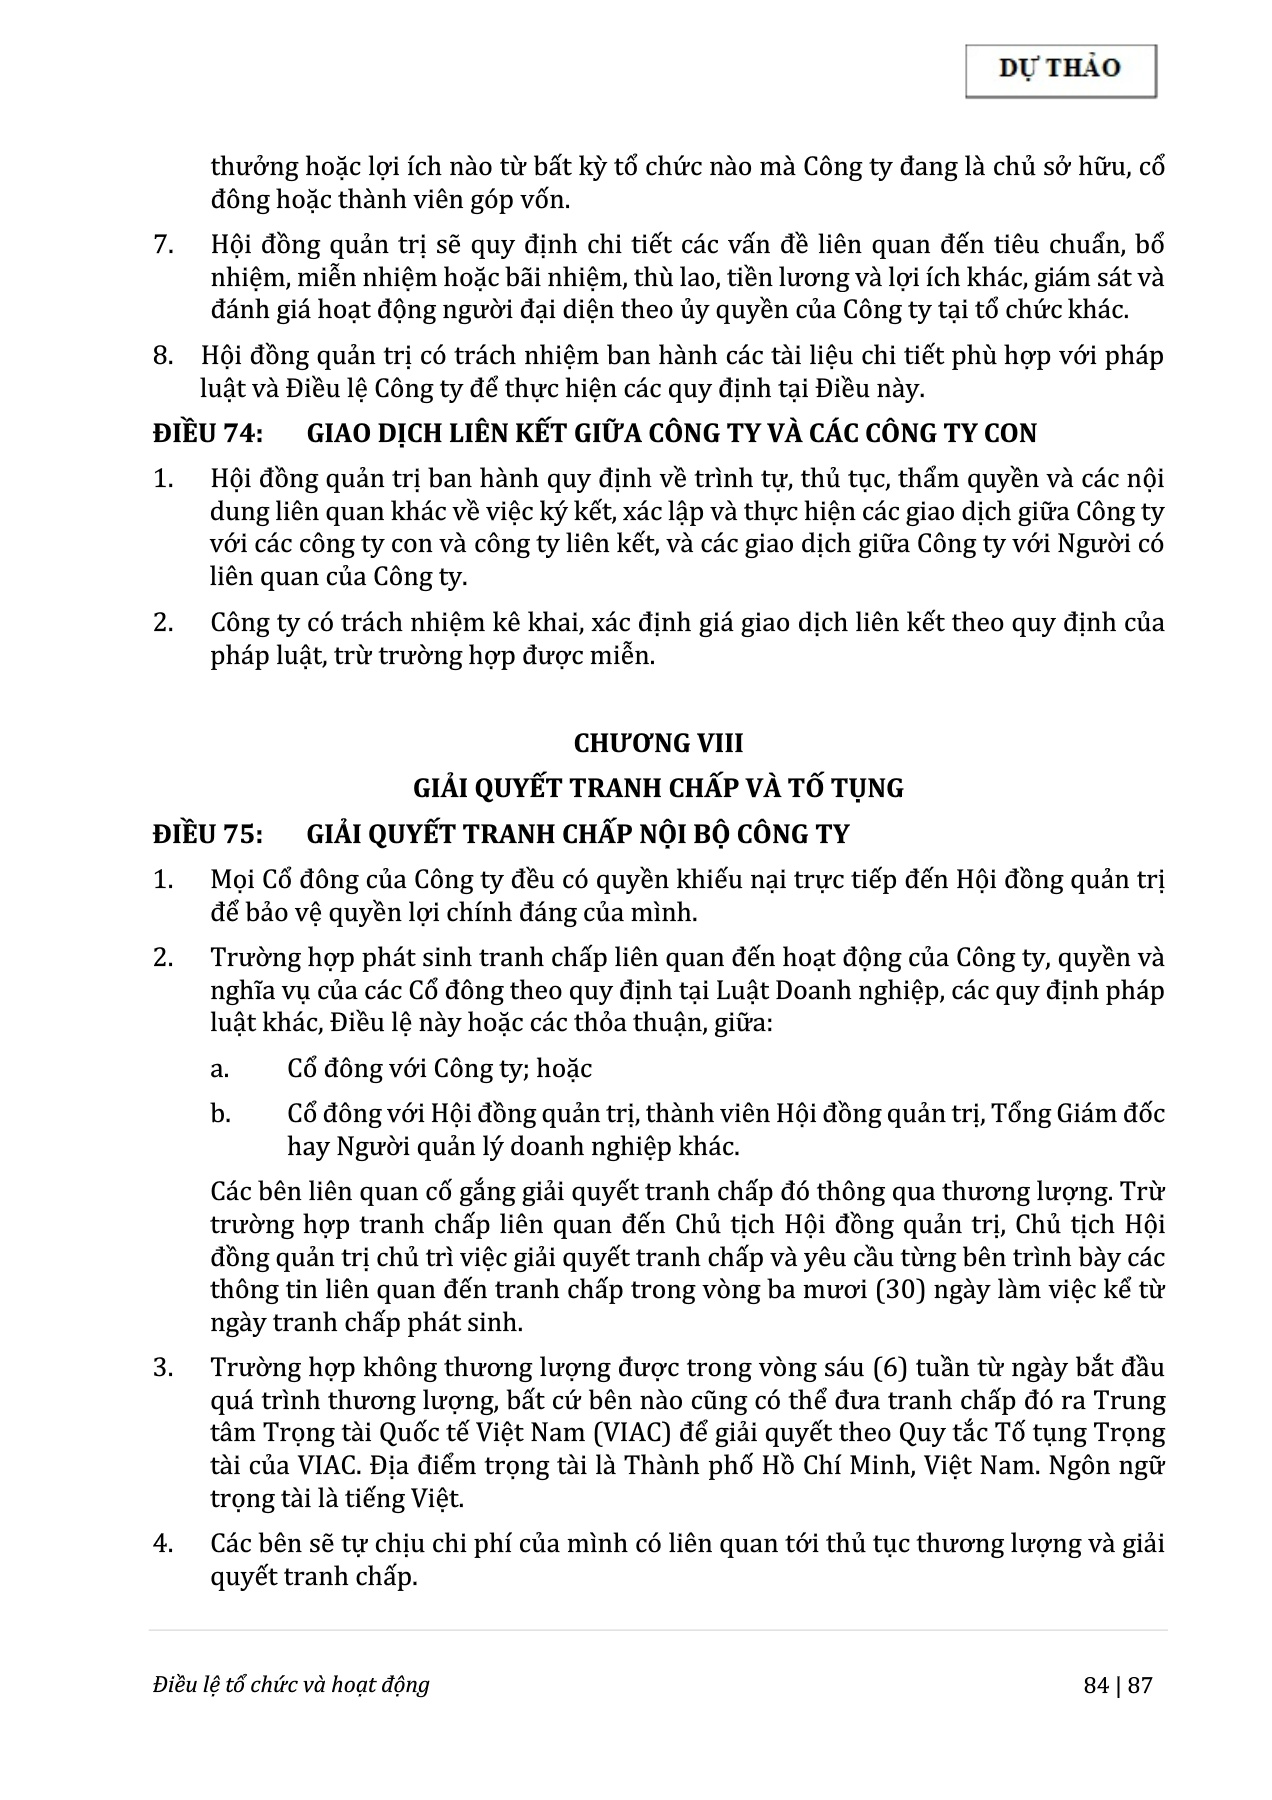 DỰ THẢO
thưởng hoặc lợi ích nào từ bất kỳ tổ chức nào mà Công ty đang là chủ sở hữu, cổ
đông hoặc thành viên góp vốn.
7. Hội đồng quản trị sẽ quy định chi tiết các vấn đề liên quan đến tiêu chuẩn, bổ
nhiệm, miễn nhiệm hoặc bãi nhiệm, thù lao, tiền lương và lợi ích khác, giám sát và
đánh giá hoạt động người đại diện theo ủy quyền của Công ty tại tổ chức khác.
8. Hội đồng quản trị có trách nhiệm ban hành các tài liệu chi tiết phù hợp với pháp
luật và Điều lệ Công ty để thực hiện các quy định tại Điều này.
ĐIỀU 74: GIAO DỊCH LIÊN KẾT GIỮA CÔNG TY VÀ CÁC CÔNG TY CON
1. Hội đồng quản trị ban hành quy định về trình tự, thủ tục, thẩm quyền và các nội
dung liên quan khác về việc ký kết, xác lập và thực hiện các giao dịch giữa Công ty
với các công ty con và công ty liên kết, và các giao dịch giữa Công ty với Người có
liên quan của Công ty.
2. Công ty có trách nhiệm kê khai, xác định giá giao dịch liên kết theo quy định của
pháp luật, trừ trường hợp được miễn.
CHƯƠNG VIII
GIẢI QUYẾT TRANH CHẤP VÀ TỐ TỤNG
ĐIỀU 75: GIẢI QUYẾT TRANH CHẤP NỘI BỘ CÔNG TY
1. Mọi Cổ đông của Công ty đều có quyền khiếu nại trực tiếp đến Hội đồng quản trị
để bảo vệ quyền lợi chính đáng của mình.
2. Trường hợp phát sinh tranh chấp liên quan đến hoạt động của Công ty, quyền và
nghĩa vụ của các Cổ đông theo quy định tại Luật Doanh nghiệp, các quy định pháp
luật khác, Điều lệ này hoặc các thỏa thuận, giữa:
a. Cổ đông với Công ty; hoặc
b. Cổ đông với Hội đồng quản trị, thành viên Hội đồng quản trị, Tổng Giám đốc
hay Người quản lý doanh nghiệp khác.
Các bên liên quan cố gắng giải quyết tranh chấp đó thông qua thương lượng. Trừ
trường hợp tranh chấp liên quan đến Chủ tịch Hội đồng quản trị, Chủ tịch Hội
đồng quản trị chủ trì việc giải quyết tranh chấp và yêu cầu từng bên trình bày các
thông tin liên quan đến tranh chấp trong vòng ba mươi (30) ngày làm việc kể từ
ngày tranh chấp phát sinh.
3. Trường hợp không thương lượng được trong vòng sáu (6) tuần từ ngày bắt đầu
quá trình thương lượng, bất cứ bên nào cũng có thể đưa tranh chấp đó ra Trung
tâm Trọng tài Quốc tế Việt Nam (VIAC) để giải quyết theo Quy tắc Tố tụng Trọng
tài của VIAC. Địa điểm trọng tài là Thành phố Hồ Chí Minh, Việt Nam. Ngôn ngữ
trọng tài là tiếng Việt.
4. Các bên sẽ tự chịu chi phí của mình có liên quan tới thủ tục thương lượng và giải
quyết tranh chấp.
Điều lệ tổ chức và hoạt động 84 | 87